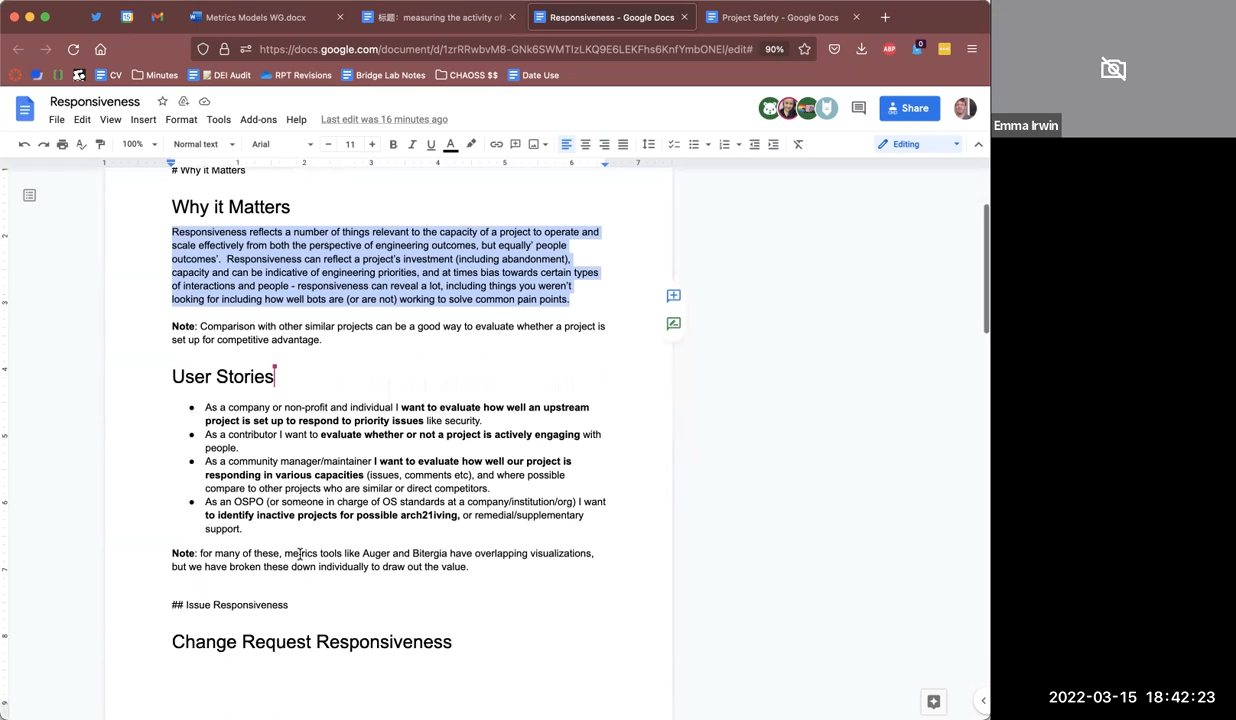 Metrics Models WG.docx
标题: measuring the activity of
Responsiveness - Google Docs
Project Safety - Google Docs
https://docs.google.com/document/d/1zrRRwbvM8-GNk6SWMTIzLKQ9E6LEKFhs6KnfYmbONEI/edit#
90%
ABP
0
CV
Minutes
DEI Audit
RPT Revisions
Bridge Lab Notes
CHAOSS $$
Date Use
Responsiveness
File Edit View Insert Format Tools Add-ons Help Last edit was 16 minutes ago
Share
100% Normal text Arial 11 Editing
1 1 2 3 4 5 6 7
# Why it Matters
Why it Matters
Responsiveness reflects a number of things relevant to the capacity of a project to operate and
scale effectively from both the perspective of engineering outcomes, but equally' people
outcomes'.  Responsiveness can reflect a project's investment (including abandonment),
capacity and can be indicative of engineering priorities, and at times bias towards certain types
of interactions and people - responsiveness can reveal a lot, including things you weren't
looking for including how well bots are (or are not) working to solve common pain points.
Note: Comparison with other similar projects can be a good way to evaluate whether a project is
set up for competitive advantage.
User Stories
● As a company or non-profit and individual I want to evaluate how well an upstream
project is set up to respond to priority issues like security.
● As a contributor I want to evaluate whether or not a project is actively engaging with
people.
● As a community manager/maintainer I want to evaluate how well our project is
responding in various capacities (issues, comments etc), and where possible
compare to other projects who are similar or direct competitors.
● As an OSPO (or someone in charge of OS standards at a company/institution/org) I want
to identify inactive projects for possible arch21iving, or remedial/supplementary
support.
Note: for many of these, metrics tools like Auger and Bitergia have overlapping visualizations,
but we have broken these down individually to draw out the value.
## Issue Responsiveness
Change Request Responsiveness
Emma Irwin
2022-03-15 18:42:23